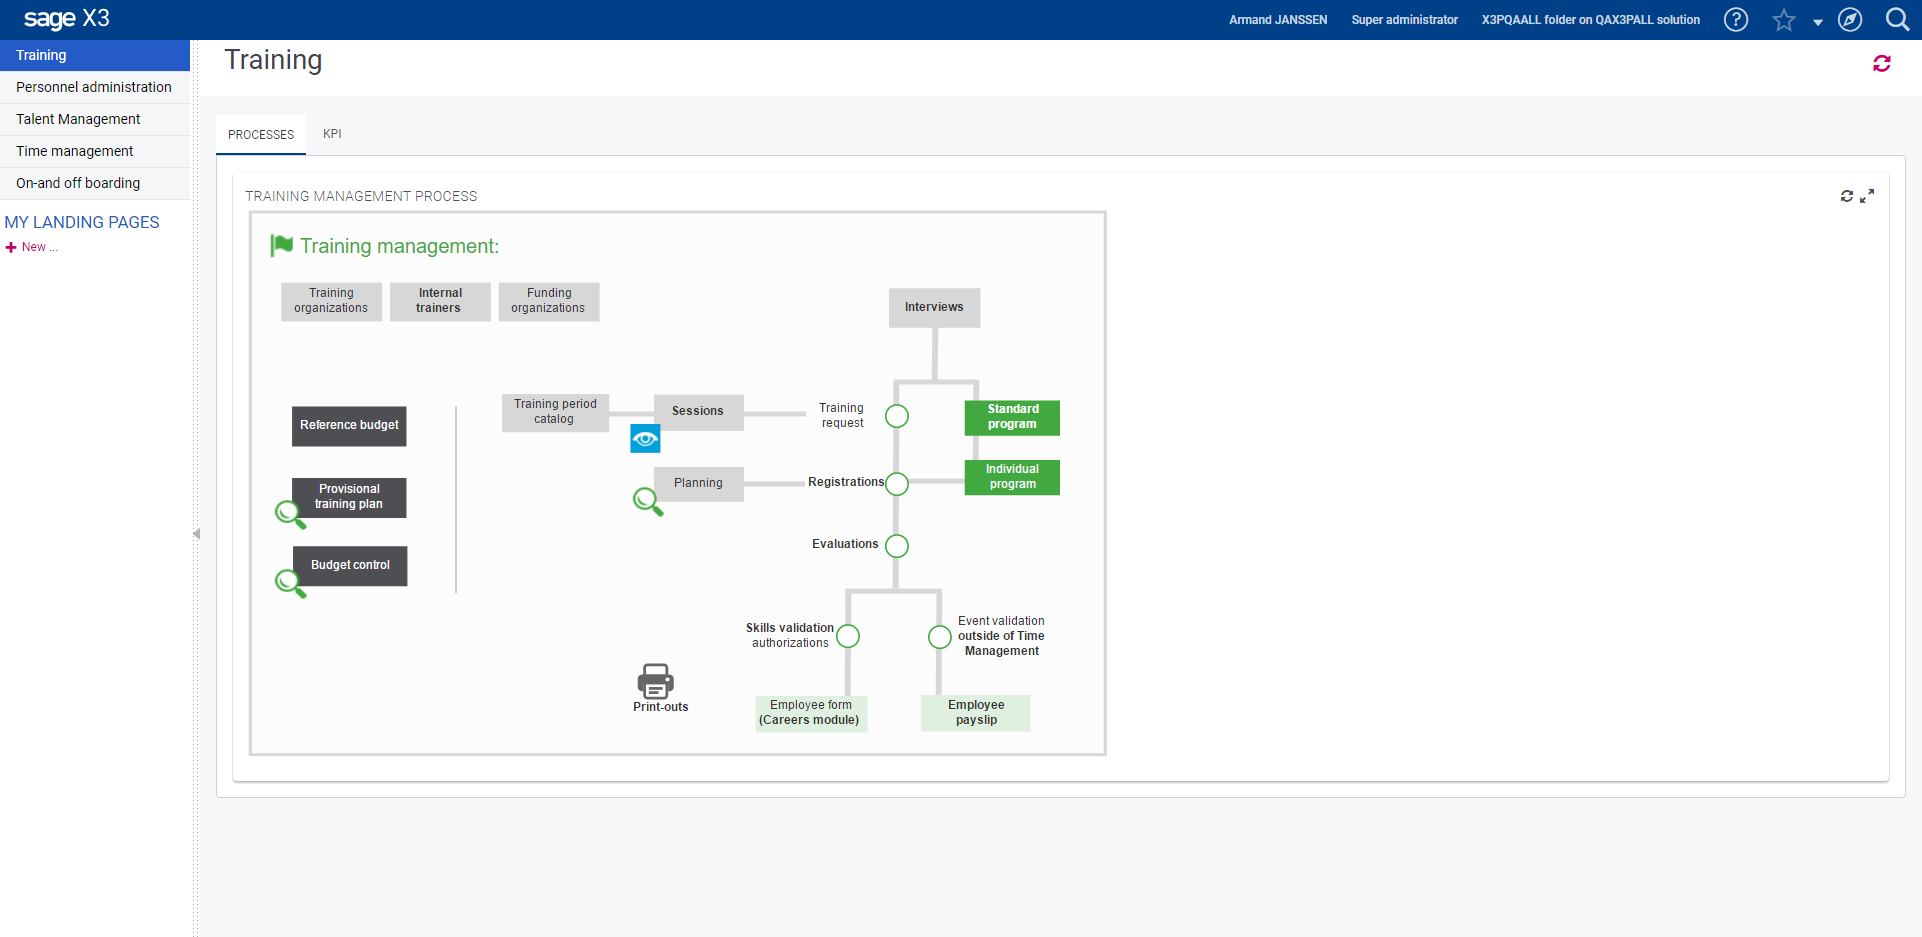 sage X3
Armand JANSSEN
Super administrator
X3PQAALL folder on QAX3PALL solution
Training
Personnel administration
Talent Management
Time management
On-and off boarding
MY LANDING PAGES
New ...
Training
PROCESSES
KPI
TRAINING MANAGEMENT PROCESS
Training management:
Training
organizations
Internal
trainers
Funding
organizations
Interviews
Reference budget
Provisional
training plan
Budget control
Training period
catalog
Sessions
Training
request
Standard
program
Planning
Registrations
Individual
program
Evaluations
Skills validation
authorizations
Event validation
outside of Time
Management
Print-outs
Employee form
(Careers module)
Employee
payslip